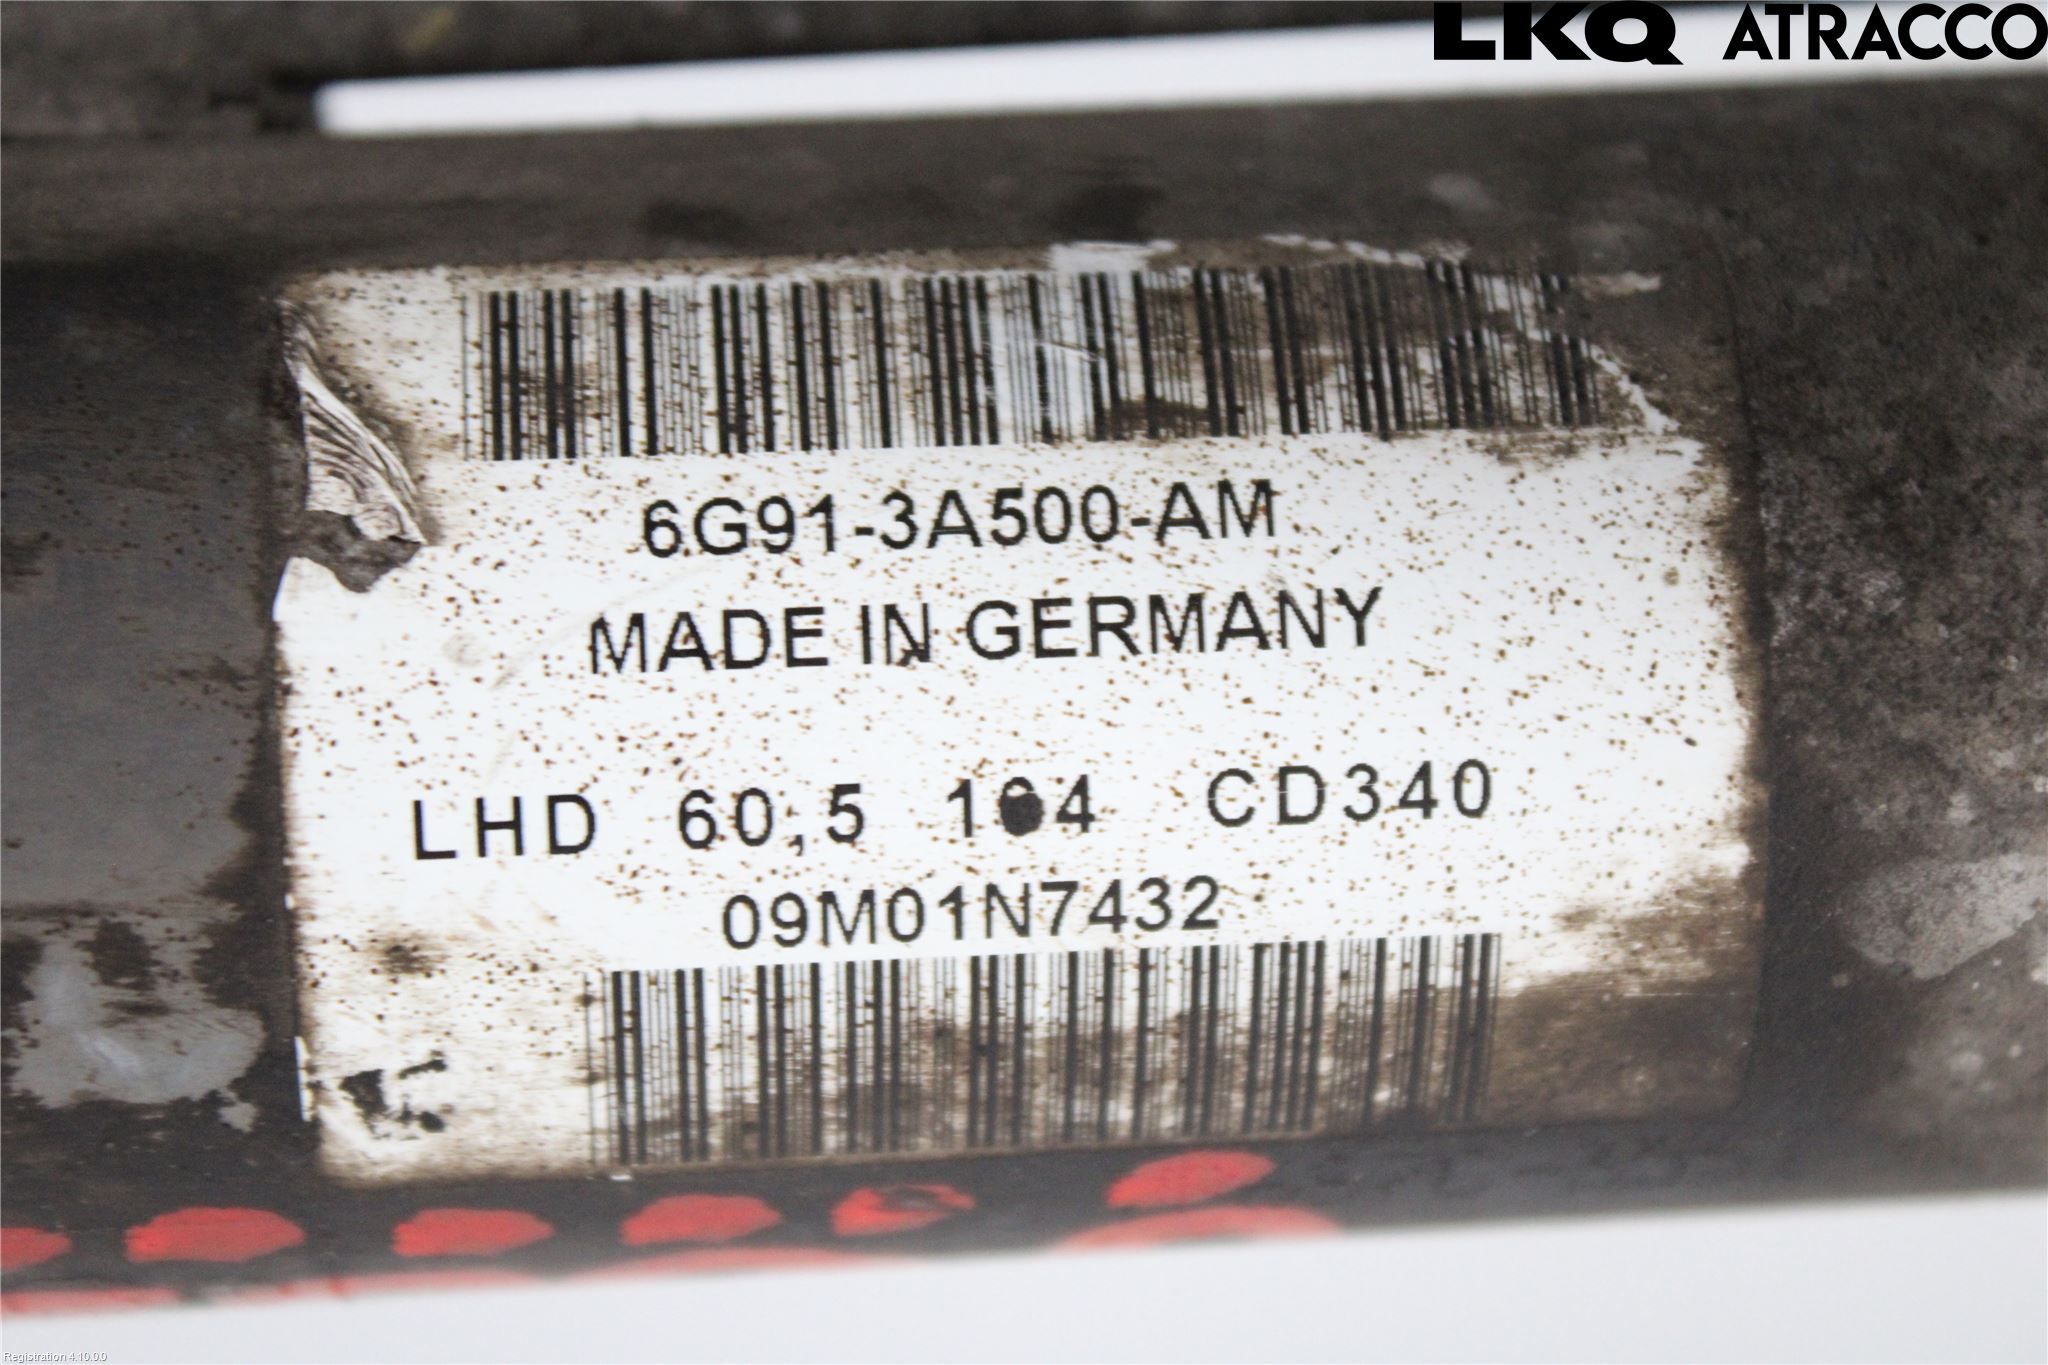 LKQ ATRACCO
6G91-3A500-AM
MADE IN GERMANY
LHD 60,5 CD340
09M01N7432
Registration 4.10.0.0